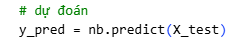 # dự đoán
y_pred = nb.predict(X_test)